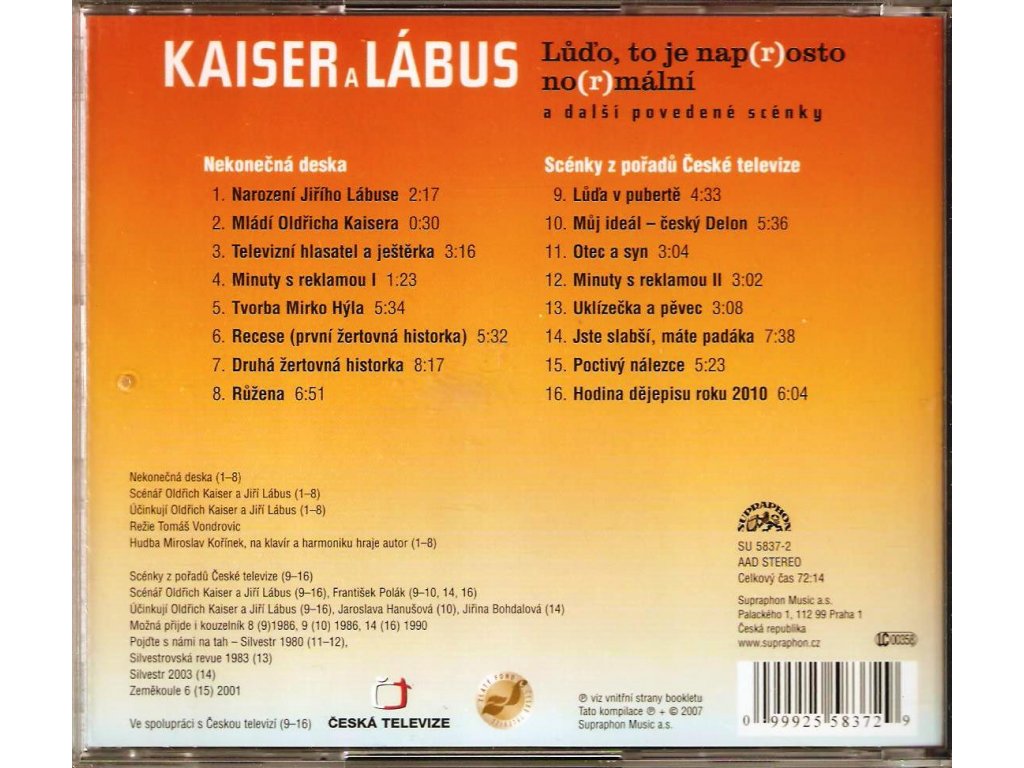 KAISER A LÁBUS
Lůďo, to je nap(r)osto
no(r)mální
a další povedené scénky
Nekonečná deska
1. Narození Jiřího Lábuse 2:17
2. Mládí Oldřicha Kaisera 0:30
3. Televizní hlasatel a ještěrka 3:16
4. Minuty s reklamou I 1:23
5. Tvorba Mirko Hýla 5:34
6. Recese (první žertovná historka) 5:32
7. Druhá žertovná historka 8:17
8. Růžena 6:51
Scénky z pořadů České televize
9. Lůďa v pubertě 4:33
10. Můj ideál – český Delon 5:36
11. Otec a syn 3:04
12. Minuty s reklamou II 3:02
13. Uklízečka a pěvec 3:08
14. Jste slabší, máte padáka 7:38
15. Poctivý nálezce 5:23
16. Hodina dějepisu roku 2010 6:04
Nekonečná deska (1–8)
Scénář Oldřich Kaiser a Jiří Lábus (1–8)
Účinkují Oldřich Kaiser a Jiří Lábus (1–8)
Režie Tomáš Vondrovic
Hudba Miroslav Kořínek, na klavír a harmoniku hraje autor (1–8)
Scénky z pořadů České televize (9–16)
Scénář Oldřich Kaiser a Jiří Lábus (9–16), František Polák (9–10, 14, 16)
Účinkují Oldřich Kaiser a Jiří Lábus (9–16), Jaroslava Hanušová (10), Jiřina Bohdalová (14)
Možná přijde i kouzelník 8 (9)1986, 9 (10) 1986, 14 (16) 1990
Pojďte s námi na tah – Silvestr 1980 (11–12),
Silvestrovská revue 1983 (13)
Silvestr 2003 (14)
Zeměkoule 6 (15) 2001
Ve spolupráci s Českou televizí (9–16)
ČESKÁ TELEVIZE
SUPRAPHON
SU 5837-2
AAD STEREO
Celkový čas 72:14
Supraphon Music a.s.
Palackého 1, 112 99 Praha 1
Česká republika
www.supraphon.cz
LC 00358
℗ viz vnitřní strany bookletu
Tato kompilace ℗ + © 2007
Supraphon Music a.s.
0 99925 58372 9